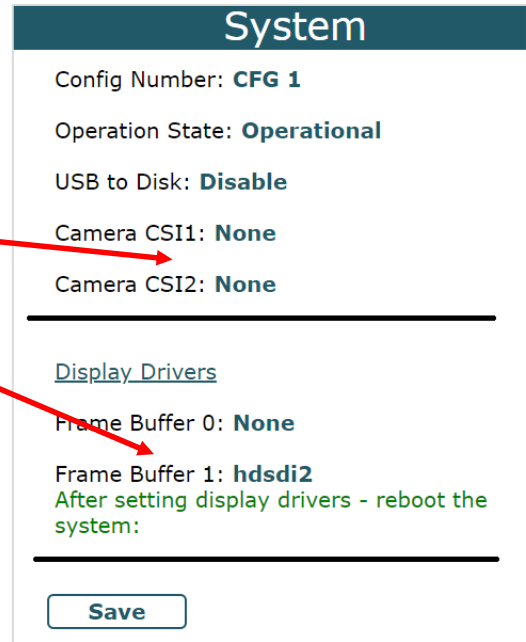 System
Config Number: CFG 1
Operation State: Operational
USB to Disk: Disable
Camera CSI1: None
Camera CSI2: None
Display Drivers
Frame Buffer 0: None
Frame Buffer 1: hdsdi2
After setting display drivers - reboot the
system:
Save